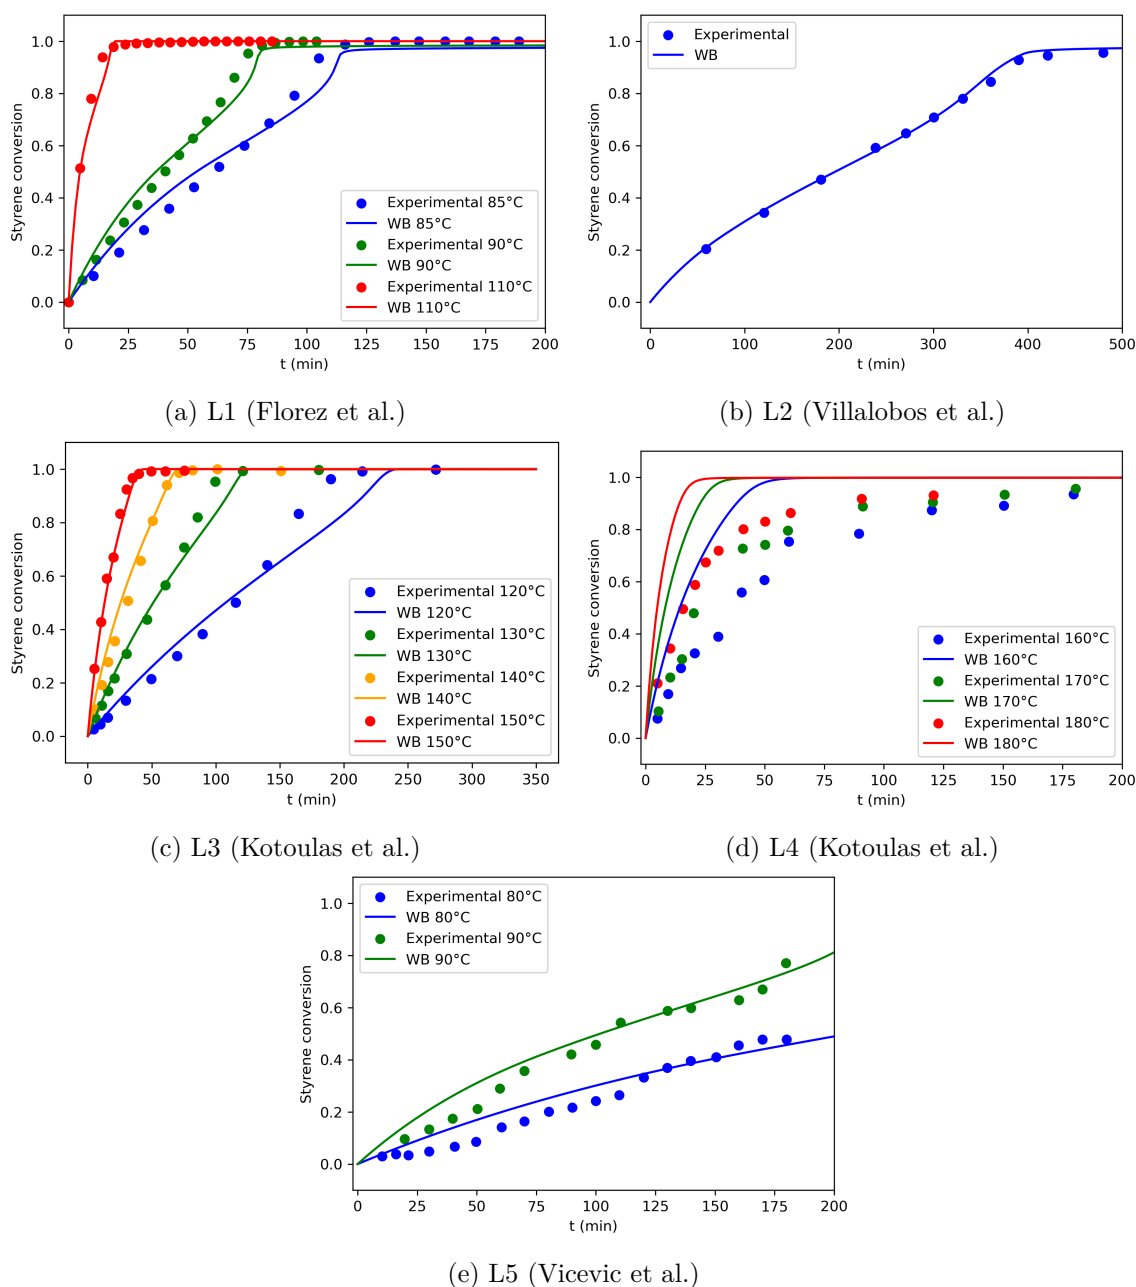 1.0
0.8
0.6
0.4
0.2
0.0
Styrene conversion
Experimental 85°C
WB 85°C
Experimental 90°C
WB 90°C
Experimental 110°C
WB 110°C
0 25 50 75 100 125 150 175 200
t (min)
(a) L1 (Florez et al.)
1.0
0.8
0.6
0.4
0.2
0.0
Styrene conversion
Experimental
WB
0 100 200 300 400 500
t (min)
(b) L2 (Villalobos et al.)
1.0
0.8
0.6
0.4
0.2
0.0
Styrene conversion
Experimental 120°C
WB 120°C
Experimental 130°C
WB 130°C
Experimental 140°C
WB 140°C
Experimental 150°C
WB 150°C
0 50 100 150 200 250 300 350
t (min)
(c) L3 (Kotoulas et al.)
1.0
0.8
0.6
0.4
0.2
0.0
Styrene conversion
Experimental 160°C
WB 160°C
Experimental 170°C
WB 170°C
Experimental 180°C
WB 180°C
0 25 50 75 100 125 150 175 200
t (min)
(d) L4 (Kotoulas et al.)
1.0
0.8
0.6
0.4
0.2
0.0
Styrene conversion
Experimental 80°C
WB 80°C
Experimental 90°C
WB 90°C
0 25 50 75 100 125 150 175 200
t (min)
(e) L5 (Vicevic et al.)